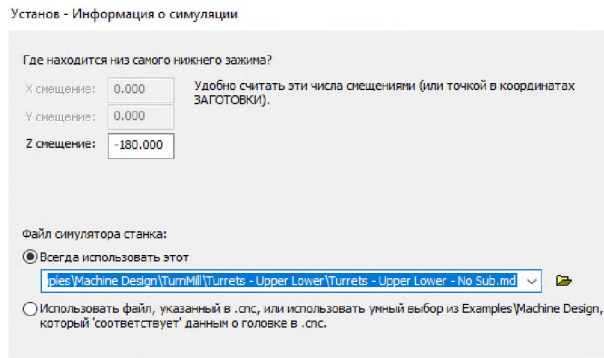 Установ - Информация о симуляции
Где находится низ самого нижнего зажима?
X смещение: 0.000 Удобно считать эти числа смещениями (или точкой в координатах
ЗАГОТОВКИ).
Y смещение: 0.000
Z смещение: -180.000
Файл симулятора станка:
Всегда использовать этот
ples\Machine Design\TurnMill\Turrets - Upper Lower\Turrets - Upper Lower - No Sub.md
Использовать файл, указанный в .cnc, или использовать умный выбор из Examples\Machine Design,
который 'соответствует' данным о головке в .cnc.